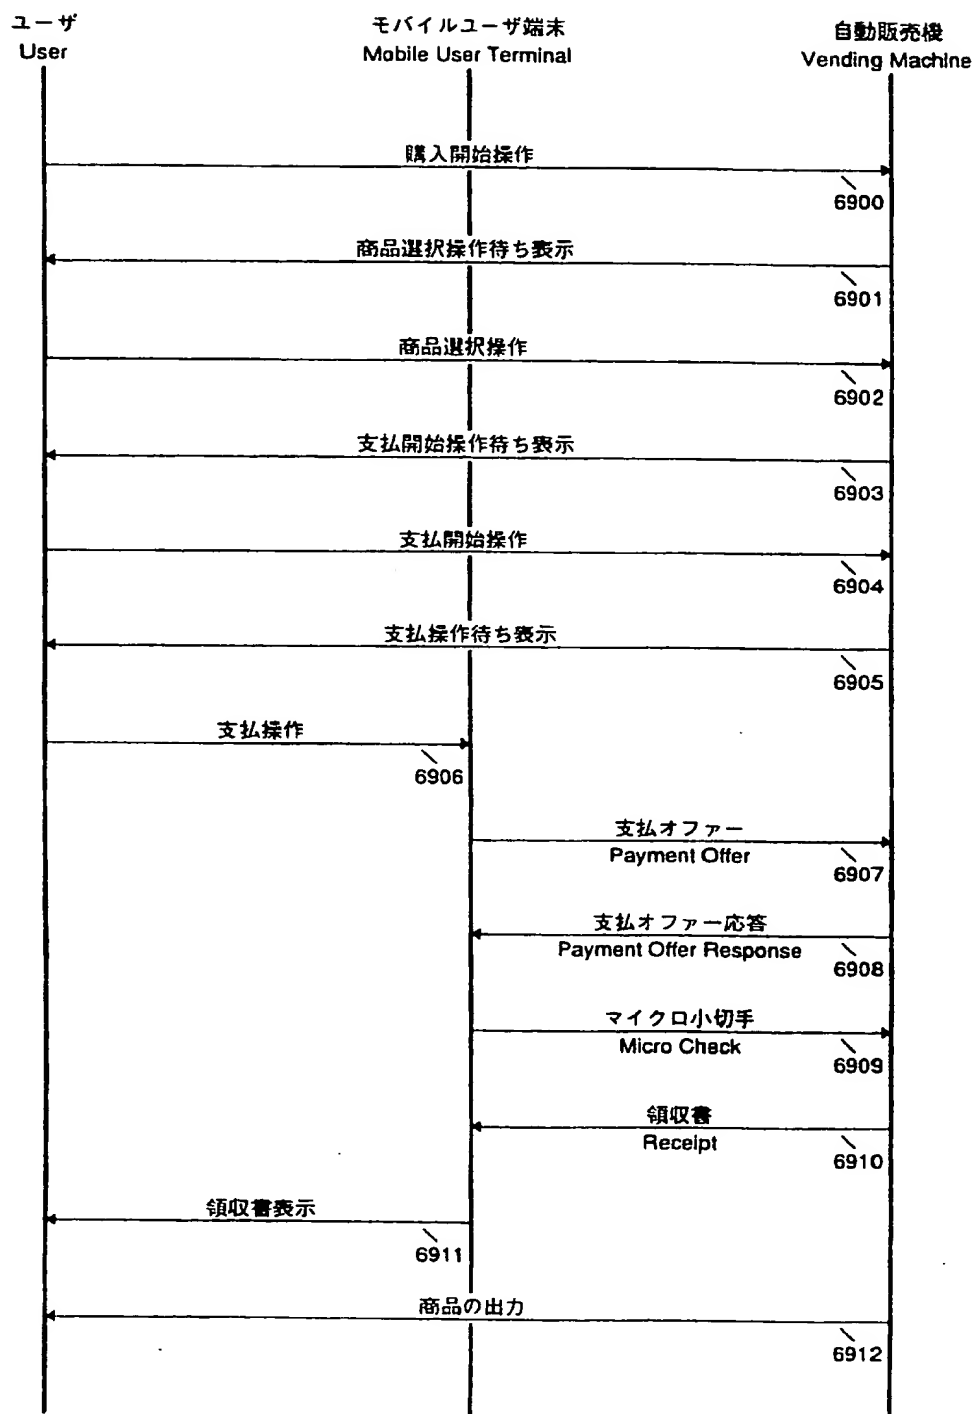 ユーザ
User
モバイルユーザ端末
Mobile User Terminal
自動販売機
Vending Machine
購入開始操作
6900
商品選択操作待ち表示
6901
商品選択操作
6902
支払開始操作待ち表示
6903
支払開始操作
6904
支払操作待ち表示
6905
支払操作
6906
支払オファー
Payment Offer
6907
支払オファー応答
Payment Offer Response
6908
マイクロ小切手
Micro Check
6909
領収書
Receipt
6910
領収書表示
6911
商品の出力
6912